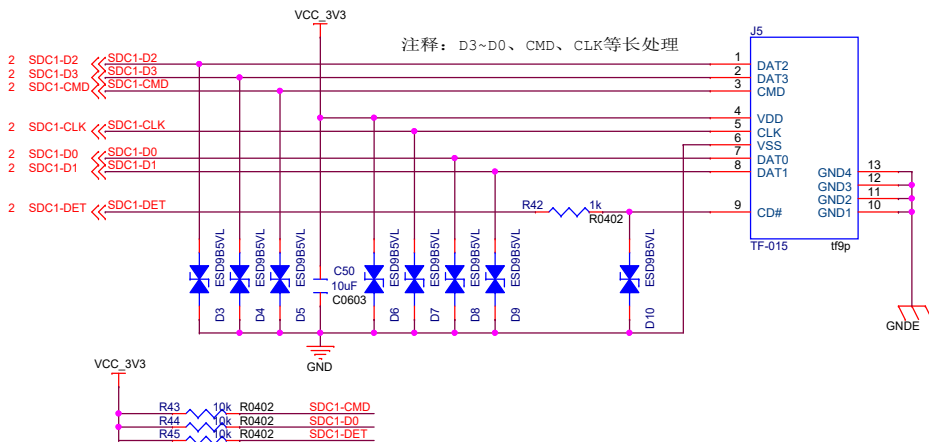 VCC_3V3
注释: D3~D0、CMD、CLK等长处理
J5
2 SDC1-D2 SDC1-D2 1 DAT2
2 SDC1-D3 SDC1-D3 2 DAT3
2 SDC1-CMD SDC1-CMD 3 CMD
4 VDD
2 SDC1-CLK SDC1-CLK 5 CLK
6 VSS
2 SDC1-D0 SDC1-D0 7 DAT0
2 SDC1-D1 SDC1-D1 8 DAT1
13 GND4
12 GND3
11 GND2
10 GND1
2 SDC1-DET SDC1-DET R42 1k R0402 9 CD#
TF-015 tf9p
ESD9B5VL D3
ESD9B5VL D4
ESD9B5VL D5
C50
10uF
C0603
ESD9B5VL D6
ESD9B5VL D7
ESD9B5VL D8
ESD9B5VL D9
ESD9B5VL D10
GND
GNDE
VCC_3V3
R43 10k R0402 SDC1-CMD
R44 10k R0402 SDC1-D0
R45 10k R0402 SDC1-DET